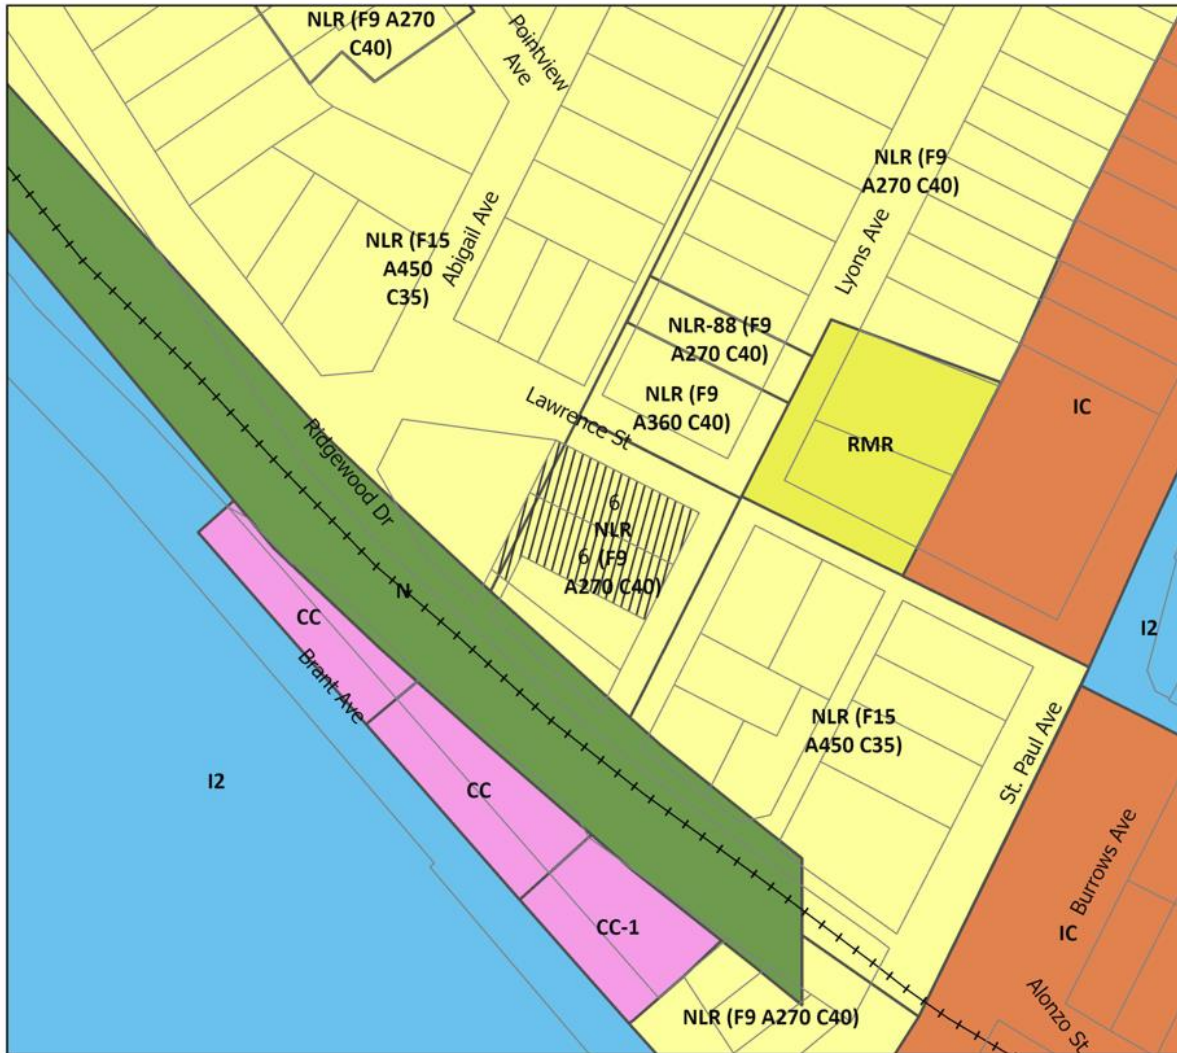 NLR (F9 A270
C40)
Pointview
Ave
NLR (F9
A270 C40)
NLR (F15
A450
C35)
Abigail Ave
Lyons Ave
NLR-88 (F9
A270 C40)
NLR (F9
A360 C40)
Lawrence St
IC
RMR
Ridgewood Dr
6
NLR
6 (F9
A270 C40)
N
CC
I2
Brant Ave
NLR (F15
A450 C35)
St. Paul Ave
I2
CC
Burrows Ave
CC-1
IC
NLR (F9 A270 C40)
Alonzo St